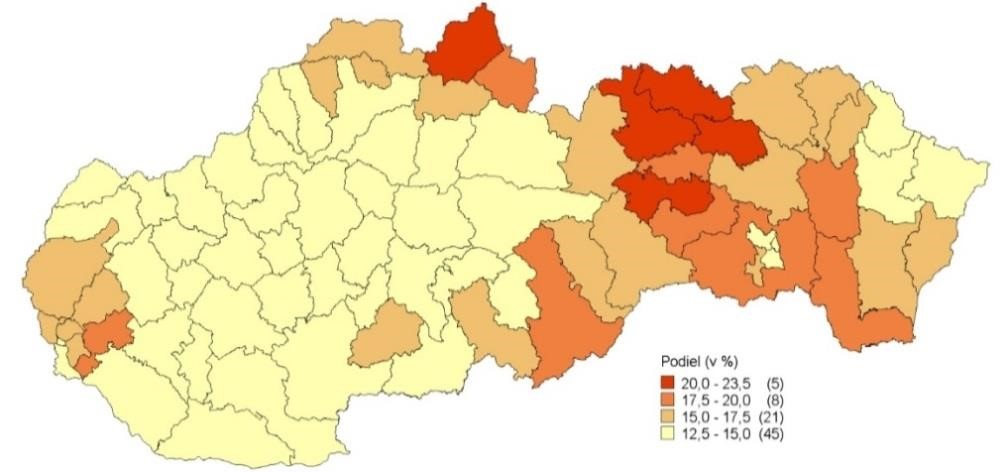 Podiel (v %)
20,0 - 23,5 (5)
17,5 - 20,0 (8)
15,0 - 17,5 (21)
12,5 - 15,0 (45)